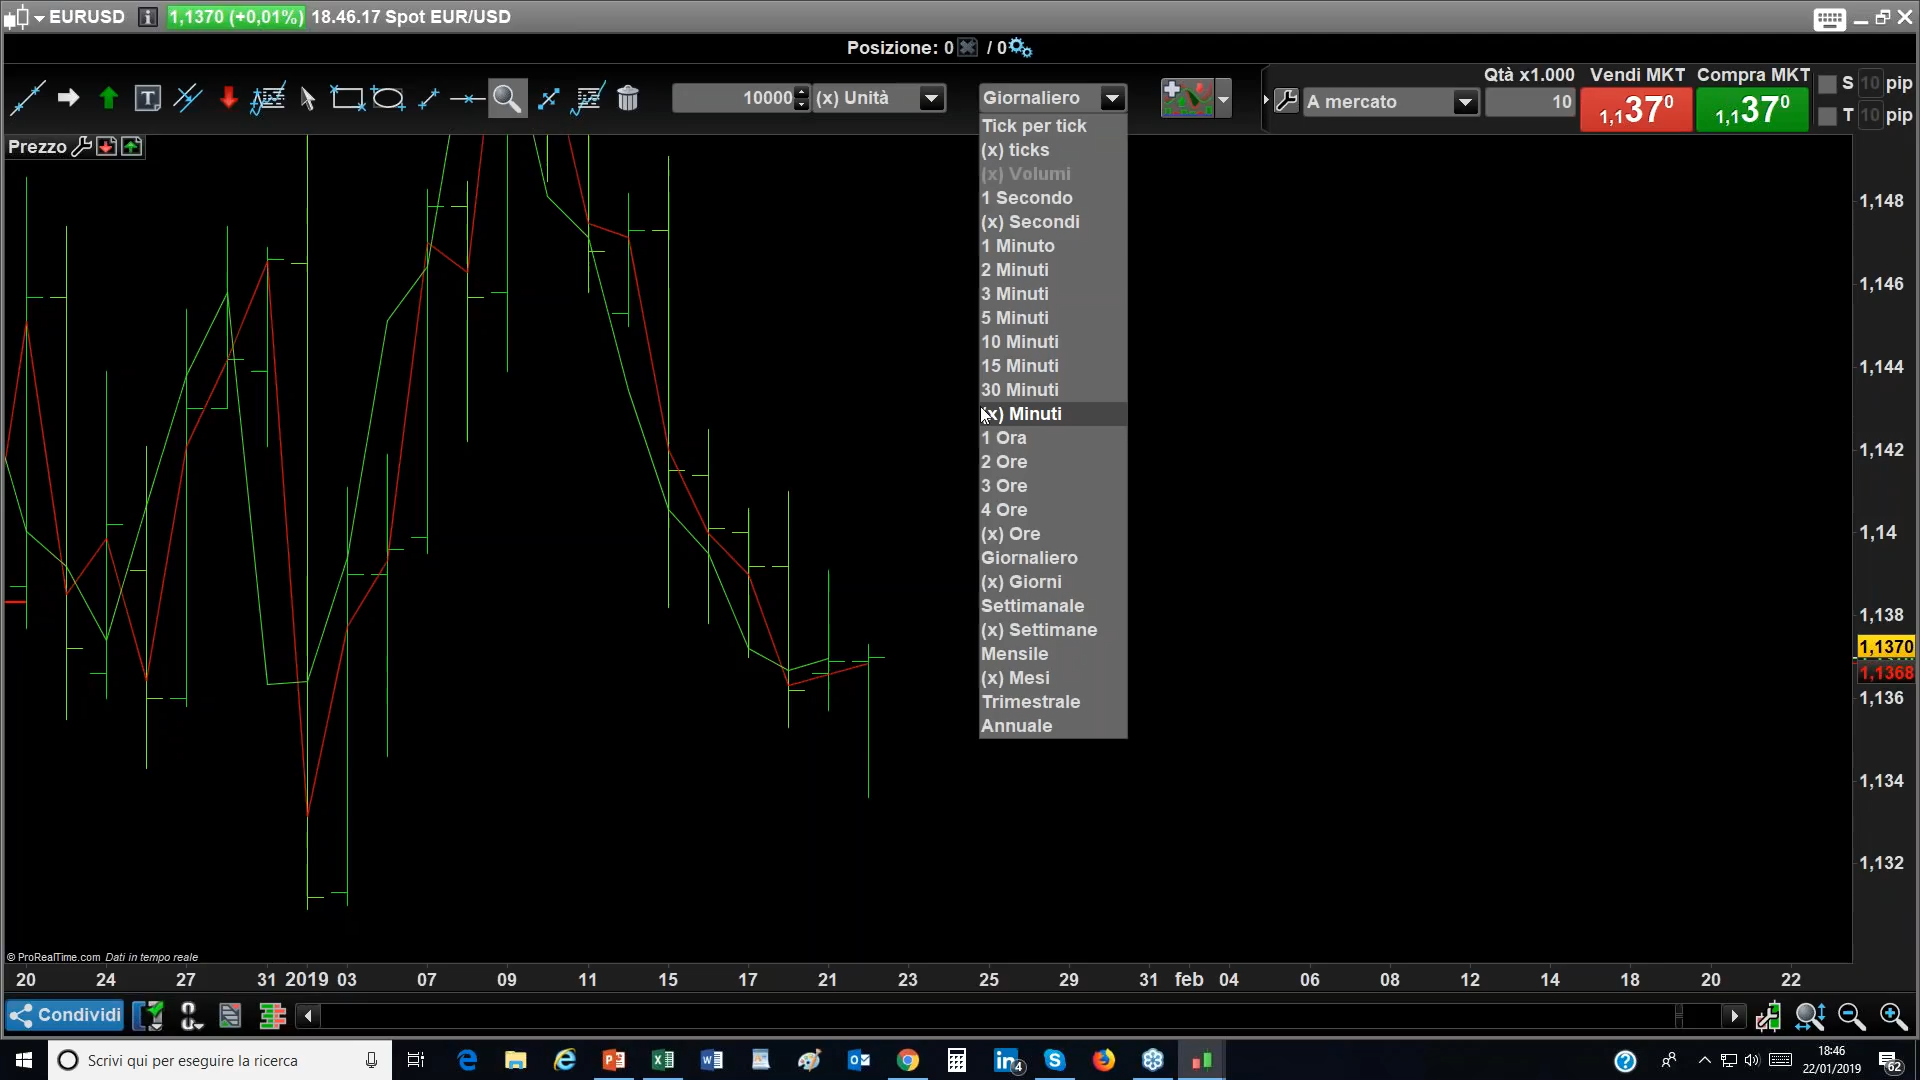 EURUSD 1,1370 (+0,01%) 18.46.17 Spot EUR/USD
Posizione: 0 / 0
10000 (x) Unità
Giornaliero
A mercato
Qtà x1.000
10
Vendi MKT
1,137⁰
Compra MKT
1,137⁰
S 10 pip
T 10 pip
Prezzo
Tick per tick
(x) ticks
(x) Volumi
1 Secondo
(x) Secondi
1 Minuto
2 Minuti
3 Minuti
5 Minuti
10 Minuti
15 Minuti
30 Minuti
(x) Minuti
1 Ora
2 Ore
3 Ore
4 Ore
(x) Ore
Giornaliero
(x) Giorni
Settimanale
(x) Settimane
Mensile
(x) Mesi
Trimestrale
Annuale
1,148
1,146
1,144
1,142
1,14
1,138
1,1370
1,1368
1,136
1,134
1,132
© ProRealTime.com Dati in tempo reale
20 24 27 31 2019 03 07 09 11 15 17 21 23 25 29 31 feb 04 06 08 12 14 18 20 22
Condividi
Scrivi qui per eseguire la ricerca
4
18:46
22/01/2019
62